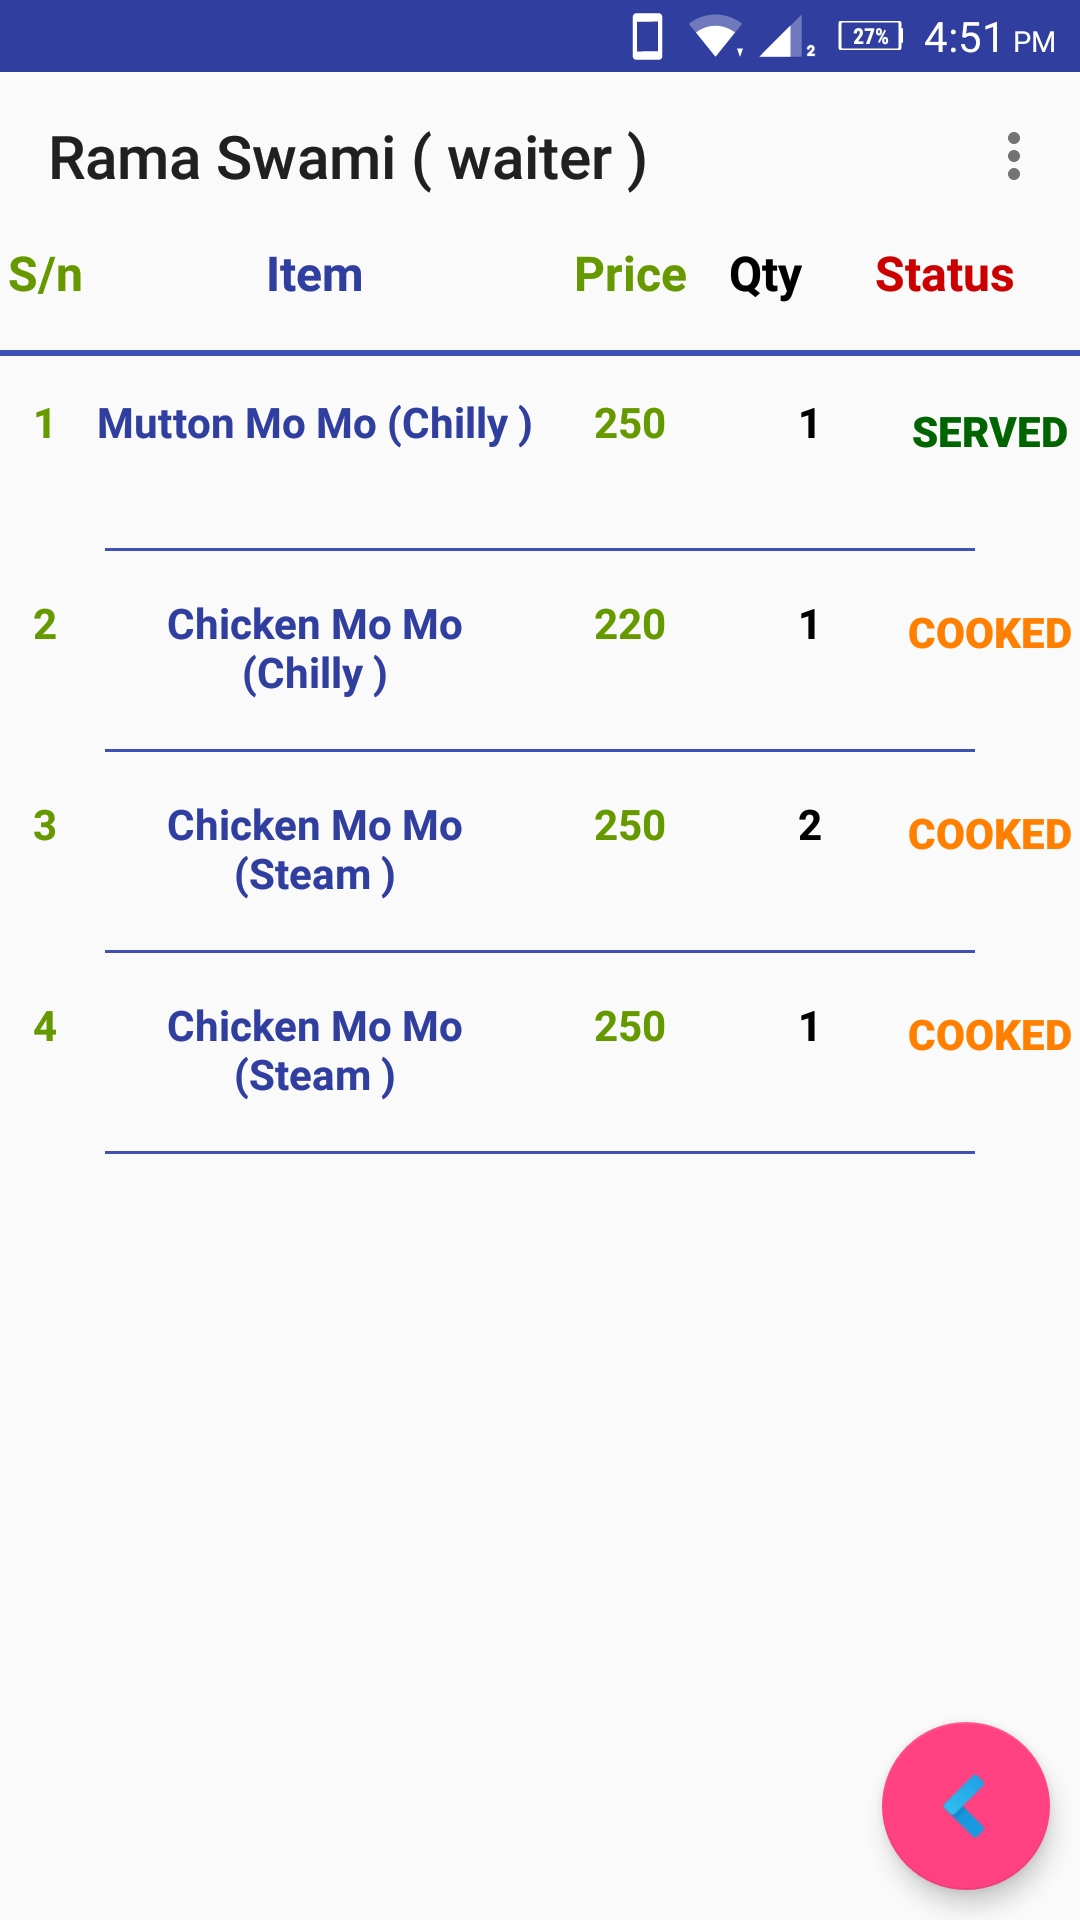 27% 4:51 PM
Rama Swami ( waiter )
S/n Item Price Qty Status
1 Mutton Mo Mo (Chilly ) 250 1 SERVED
2 Chicken Mo Mo 220 1 COOKED
(Chilly )
3 Chicken Mo Mo 250 2 COOKED
(Steam )
4 Chicken Mo Mo 250 1 COOKED
(Steam )